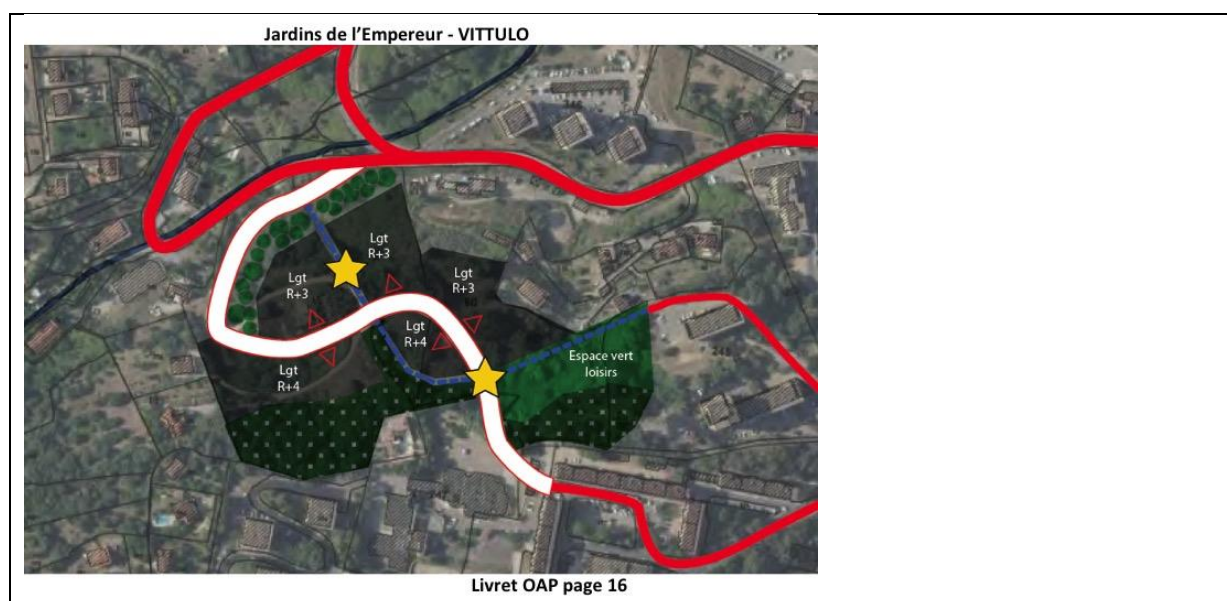 Jardins de l'Empereur - VITTULO
Lgt
R+3
Lgt
R+3
Lgt
R+3
Lgt
R+4
Lgt
R+4
Espace vert
loisirs
Livret OAP page 16